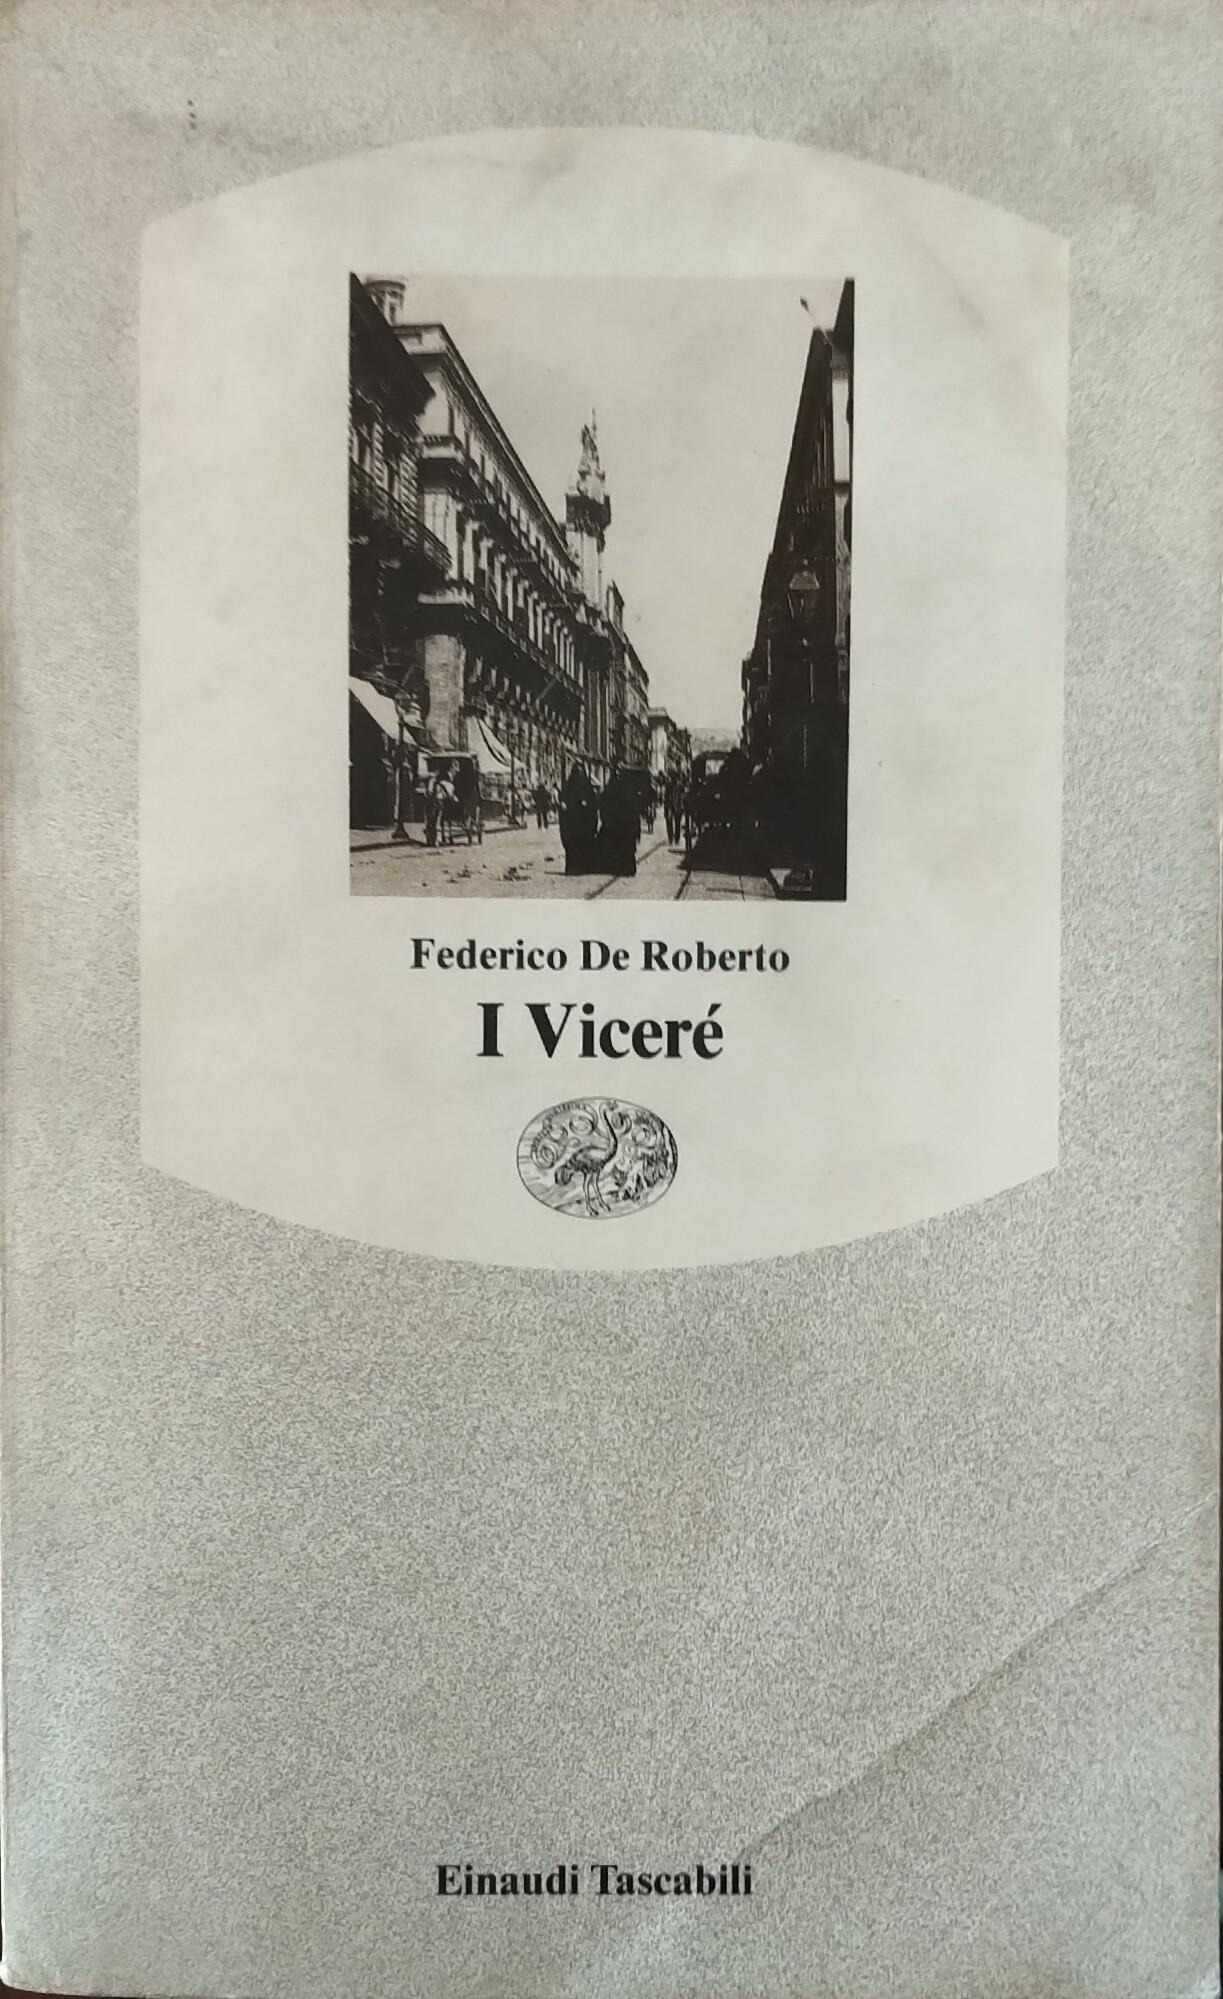 Federico De Roberto
I Viceré
Einaudi Tascabili